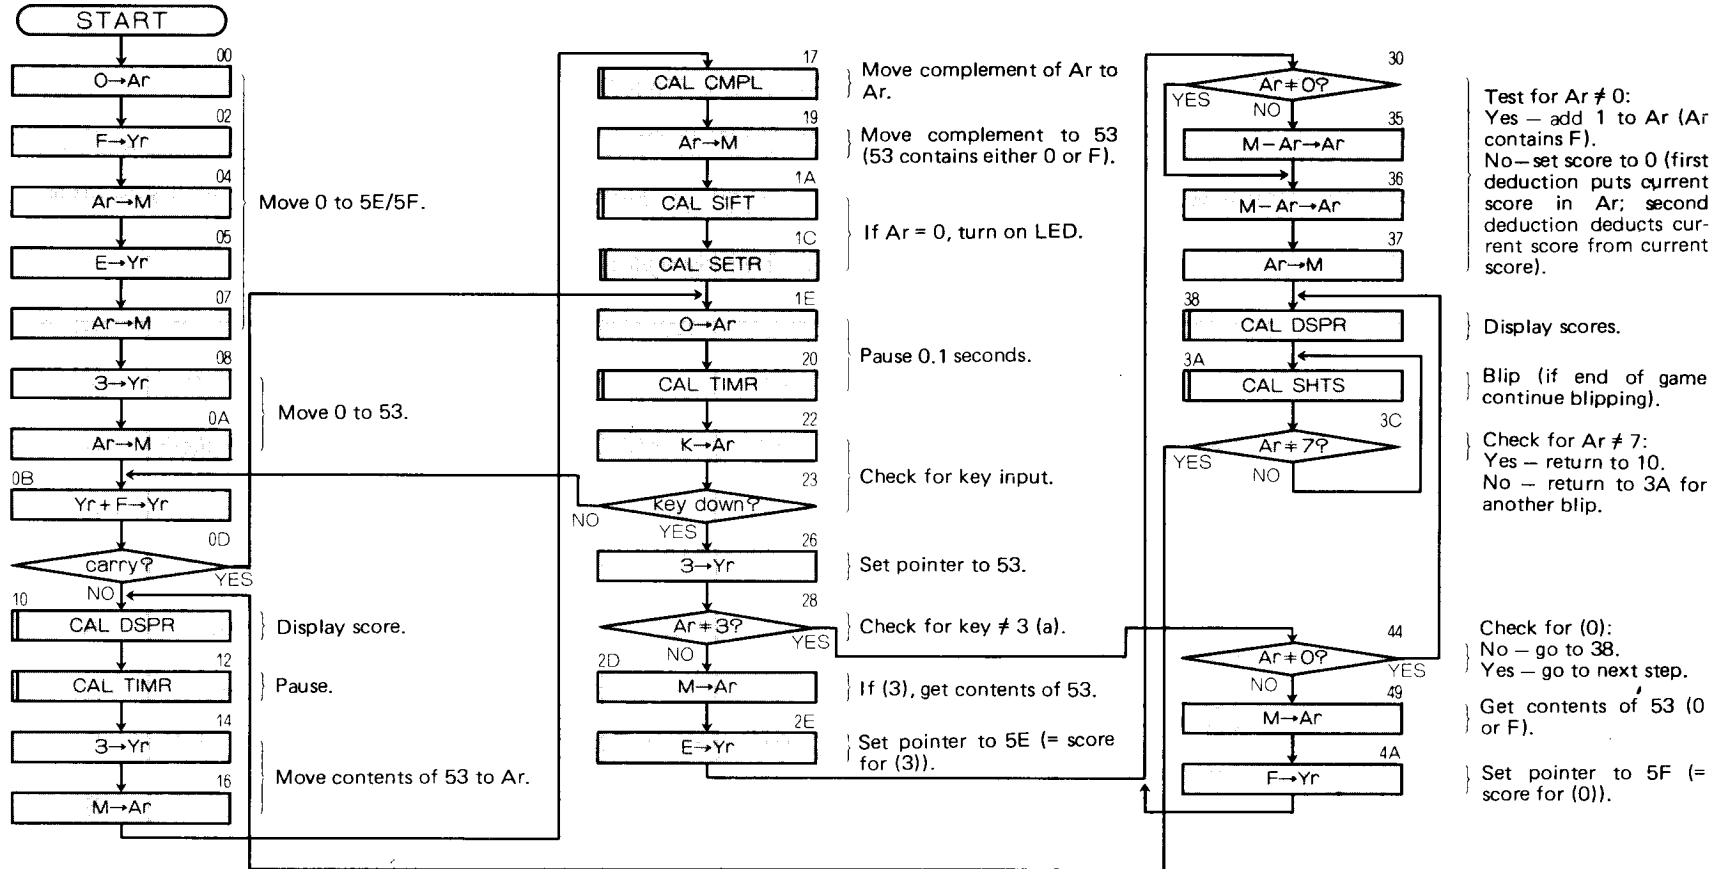 START
00
O→Ar
02
F→Yr
04
Ar→M
05
E→Yr
07
Ar→M
Move 0 to 5E/5F.
08
3→Yr
0A
Ar→M
Move 0 to 53.
0B
Yr + F→Yr
0D
carry?
YES
NO
10
CAL DSPR
Display score.
12
CAL TIMR
Pause.
14
3→Yr
16
M→Ar
Move contents of 53 to Ar.
17
CAL CMPL
Move complement of Ar to
Ar.
19
Ar→M
Move complement to 53
(53 contains either 0 or F).
1A
CAL SIFT
1C
CAL SETR
If Ar = 0, turn on LED.
1E
O→Ar
20
CAL TIMR
Pause 0.1 seconds.
22
K→Ar
23
key down?
NO
YES
Check for key input.
26
3→Yr
Set pointer to 53.
28
Ar≠3?
YES
NO
Check for key ≠ 3 (a).
2D
M→Ar
If (3), get contents of 53.
2E
E→Yr
Set pointer to 5E (= score
for (3)).
30
Ar≠0?
YES
NO
35
M−Ar→Ar
36
M−Ar→Ar
37
Ar→M
Test for Ar ≠ 0:
Yes — add 1 to Ar (Ar
contains F).
No—set score to 0 (first
deduction puts current
score in Ar; second
deduction deducts cur-
rent score from current
score).
38
CAL DSPR
Display scores.
3A
CAL SHTS
Blip (if end of game
continue blipping).
3C
Ar≠7?
YES
NO
Check for Ar ≠ 7:
Yes — return to 10.
No — return to 3A for
another blip.
44
Ar≠0?
YES
NO
Check for (0):
No — go to 38.
Yes — go to next step.
49
M→Ar
Get contents of 53 (0
or F).
4A
F→Yr
Set pointer to 5F (=
score for (0)).